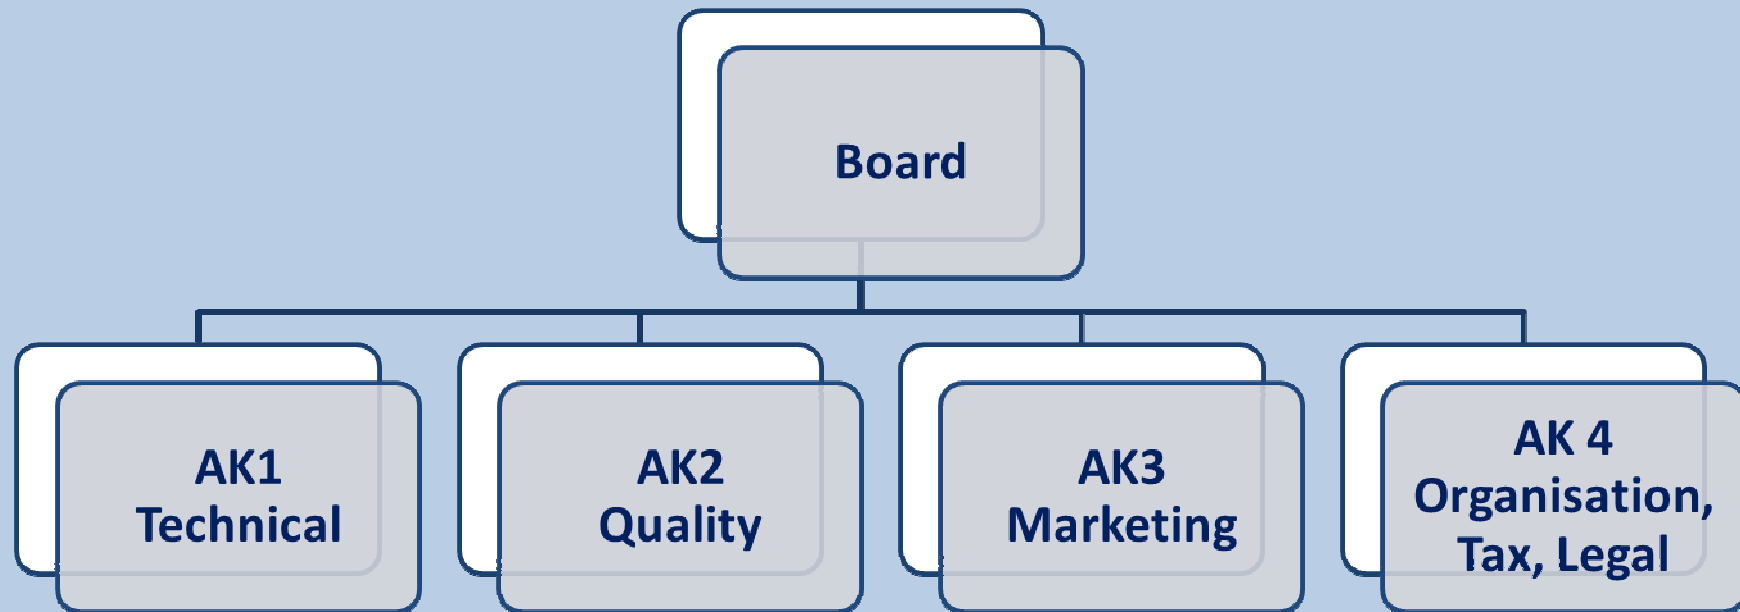 Board
AK1
Technical
AK2
Quality
AK3
Marketing
AK 4
Organisation,
Tax, Legal